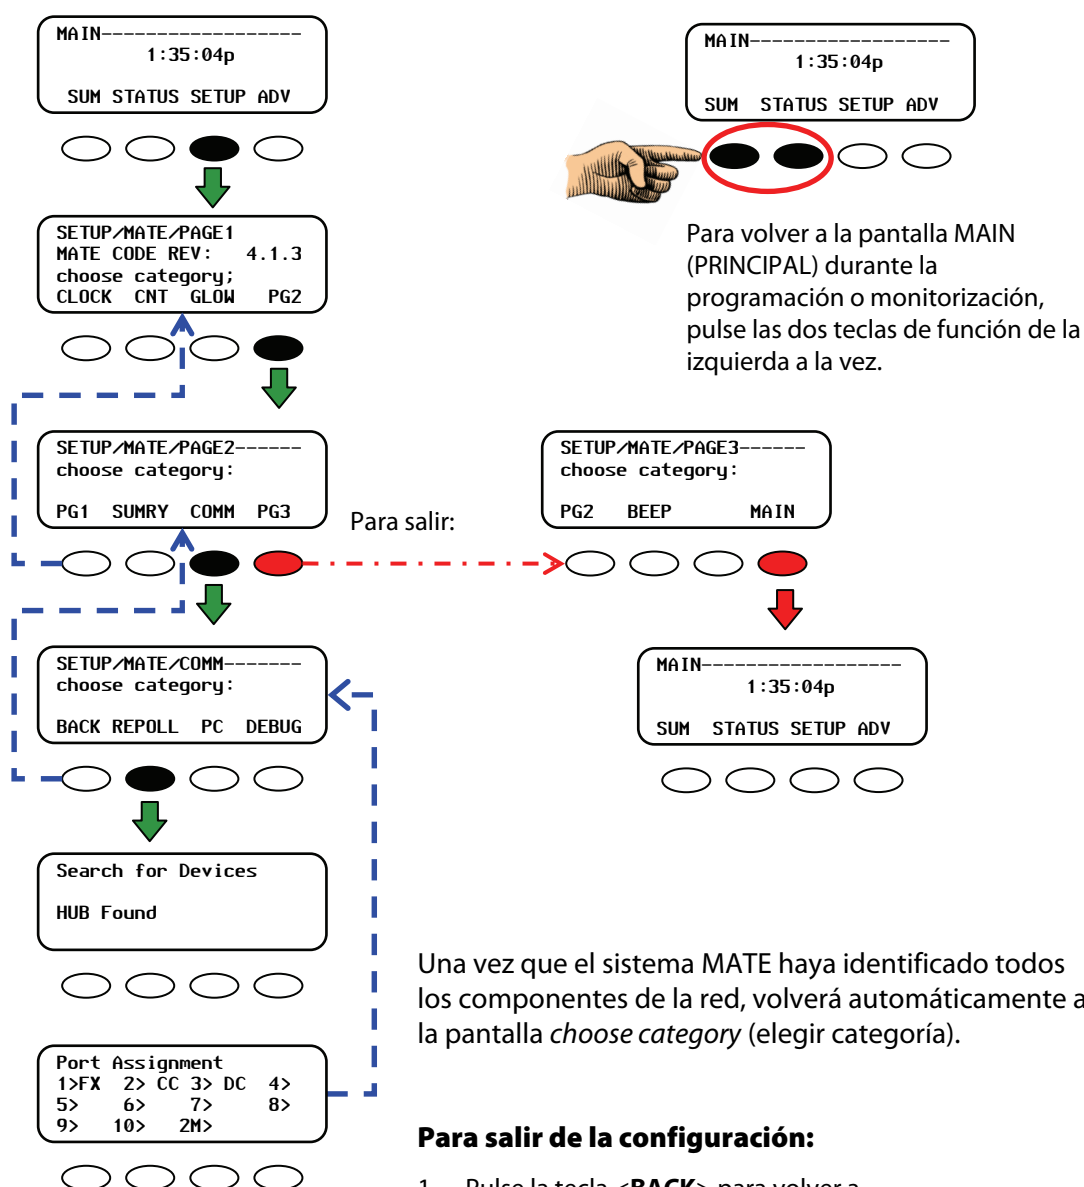 MAIN------------------
1:35:04p
SUM STATUS SETUP ADV
SETUP/MATE/PAGE1
MATE CODE REV: 4.1.3
choose category;
CLOCK CNT GLOW PG2
SETUP/MATE/PAGE2------
choose category:
PG1 SUMRY COMM PG3
SETUP/MATE/COMM-------
choose category:
BACK REPOLL PC DEBUG
Search for Devices
HUB Found
Port Assignment
1>FX 2> CC 3> DC 4>
5> 6> 7> 8>
9> 10> 2M>
MAIN------------------
1:35:04p
SUM STATUS SETUP ADV
Para volver a la pantalla MAIN
(PRINCIPAL) durante la
programación o monitorización,
pulse las dos teclas de función de la
izquierda a la vez.
Para salir:
SETUP/MATE/PAGE3------
choose category:
PG2 BEEP MAIN
MAIN------------------
1:35:04p
SUM STATUS SETUP ADV
Una vez que el sistema MATE haya identificado todos
los componentes de la red, volverá automáticamente a
la pantalla choose category (elegir categoría).
Para salir de la configuración:
1. Pulse la tecla <BACK> para volver a